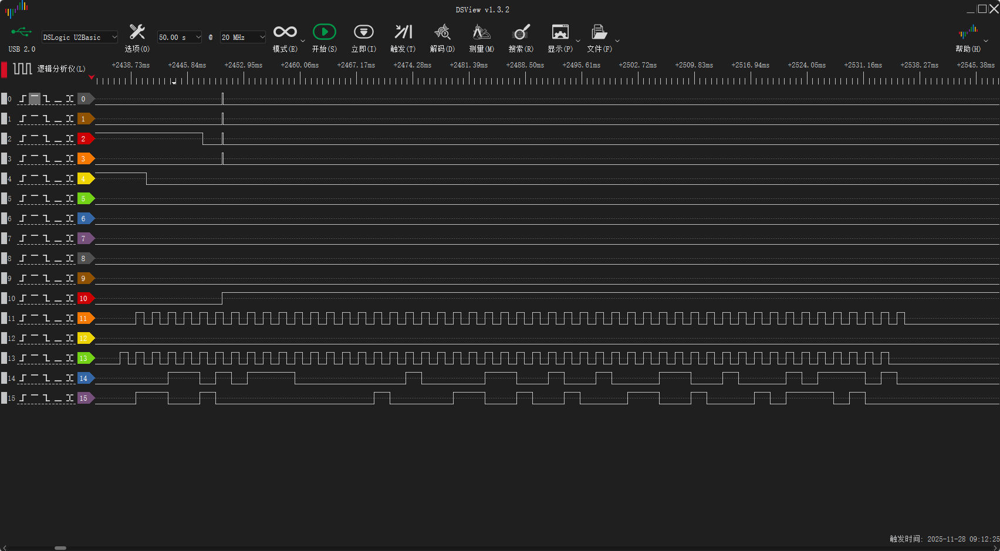 DSView v1.3.2
USB 2.0
DSLogic U2Basic
选项(O)
50.00 s @ 20 MHz
模式(E) 开始(S) 立即(I) 触发(T) 解码(D) 测量(M) 搜索(R) 显示(P) 文件(F) 帮助(H)
逻辑分析仪(L)
+2438.73ms +2445.84ms +2452.95ms +2460.06ms +2467.17ms +2474.28ms +2481.39ms +2488.50ms +2495.61ms +2502.72ms +2509.83ms +2516.94ms +2524.05ms +2531.16ms +2538.27ms +2545.38ms
0 0
1 1
2 2
3 3
4 4
5 5
6 6
7 7
8 8
9 9
10 10
11 11
12 12
13 13
14 14
15 15
触发时间: 2025-11-28 09:12:25